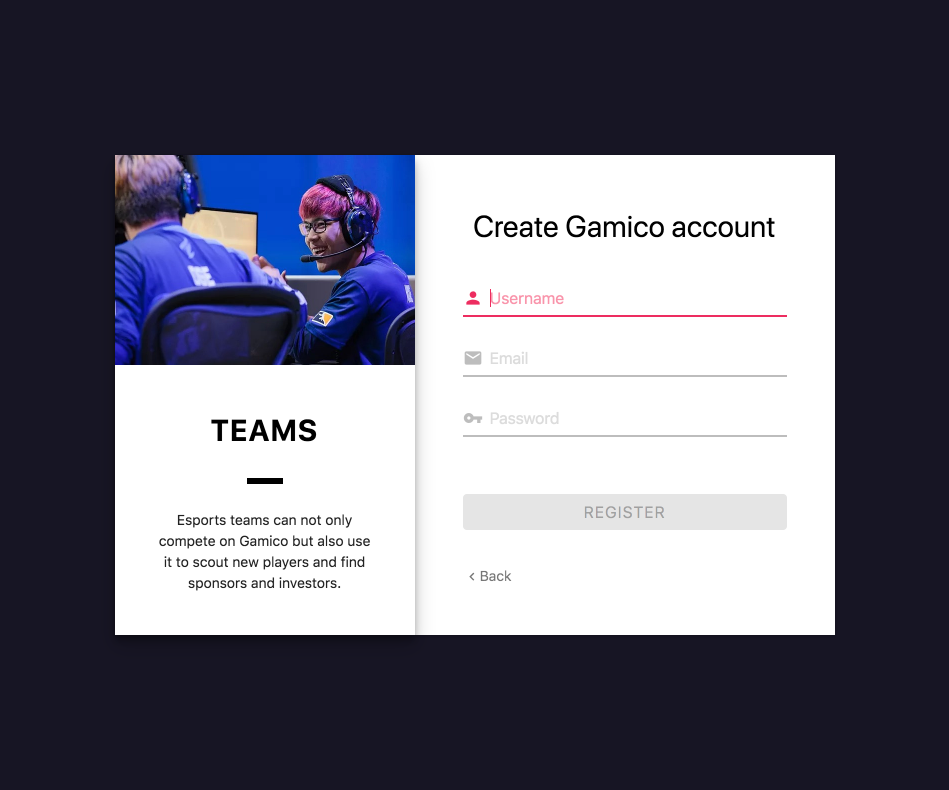 TEAMS
Esports teams can not only
compete on Gamico but also use
it to scout new players and find
sponsors and investors.
Create Gamico account
Username
Email
Password
REGISTER
Back